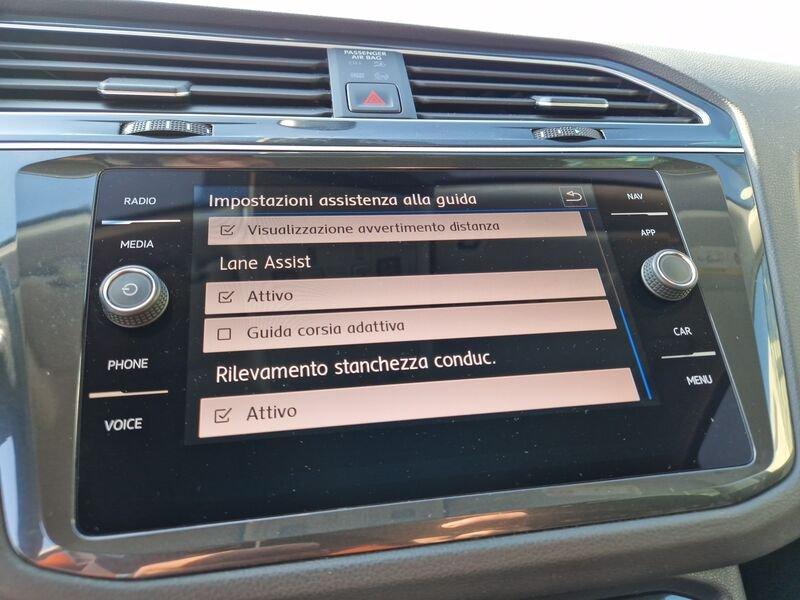 PASSENGER
AIR BAG
RADIO
MEDIA
PHONE
VOICE
Impostazioni assistenza alla guida
Visualizzazione avvertimento distanza
Lane Assist
Attivo
Guida corsia adattiva
Rilevamento stanchezza conduc.
Attivo
NAV
APP
CAR
MENU